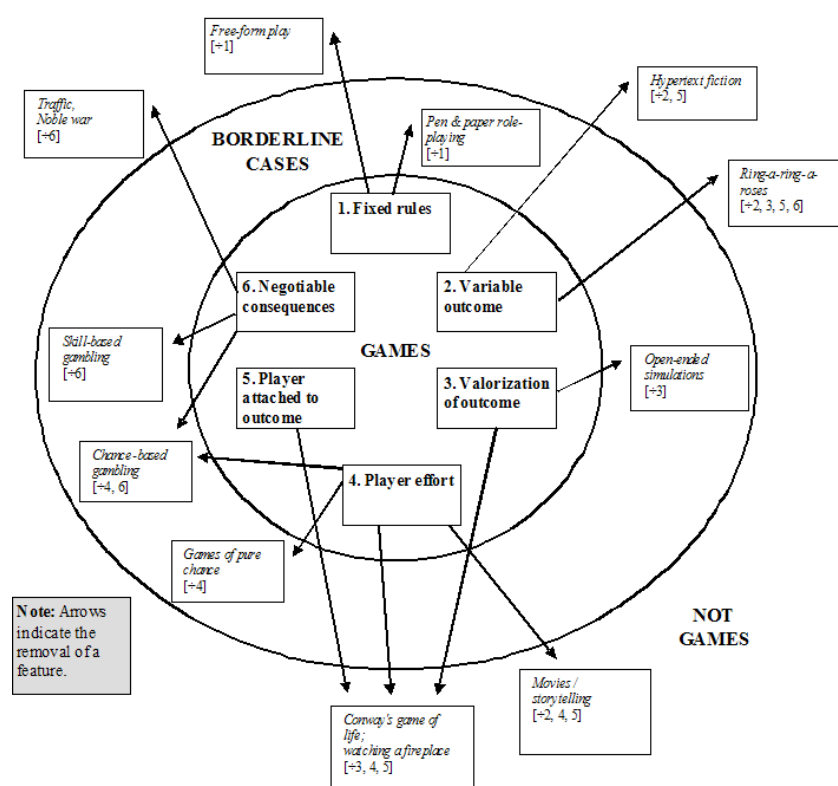 Free-form play
[÷1]
Hypertext fiction
[÷2, 5]
Traffic,
Noble war
[÷6]
BORDERLINE
CASES
Pen & paper role-
playing
[÷1]
Ring-a-ring-a-
roses
[÷2, 3, 5, 6]
1. Fixed rules
6. Negotiable
consequences
2. Variable
outcome
GAMES
Skill-based
gambling
[÷6]
5. Player
attached to
outcome
3. Valorization
of outcome
Open-ended
simulations
[÷3]
Chance-based
gambling
[÷4, 6]
4. Player effort
Games of pure
chance
[÷4]
Note: Arrows
indicate the
removal of a
feature.
NOT
GAMES
Movies /
storytelling
[÷2, 4, 5]
Conway's game of
life;
watching a fireplace
[÷3, 4, 5]